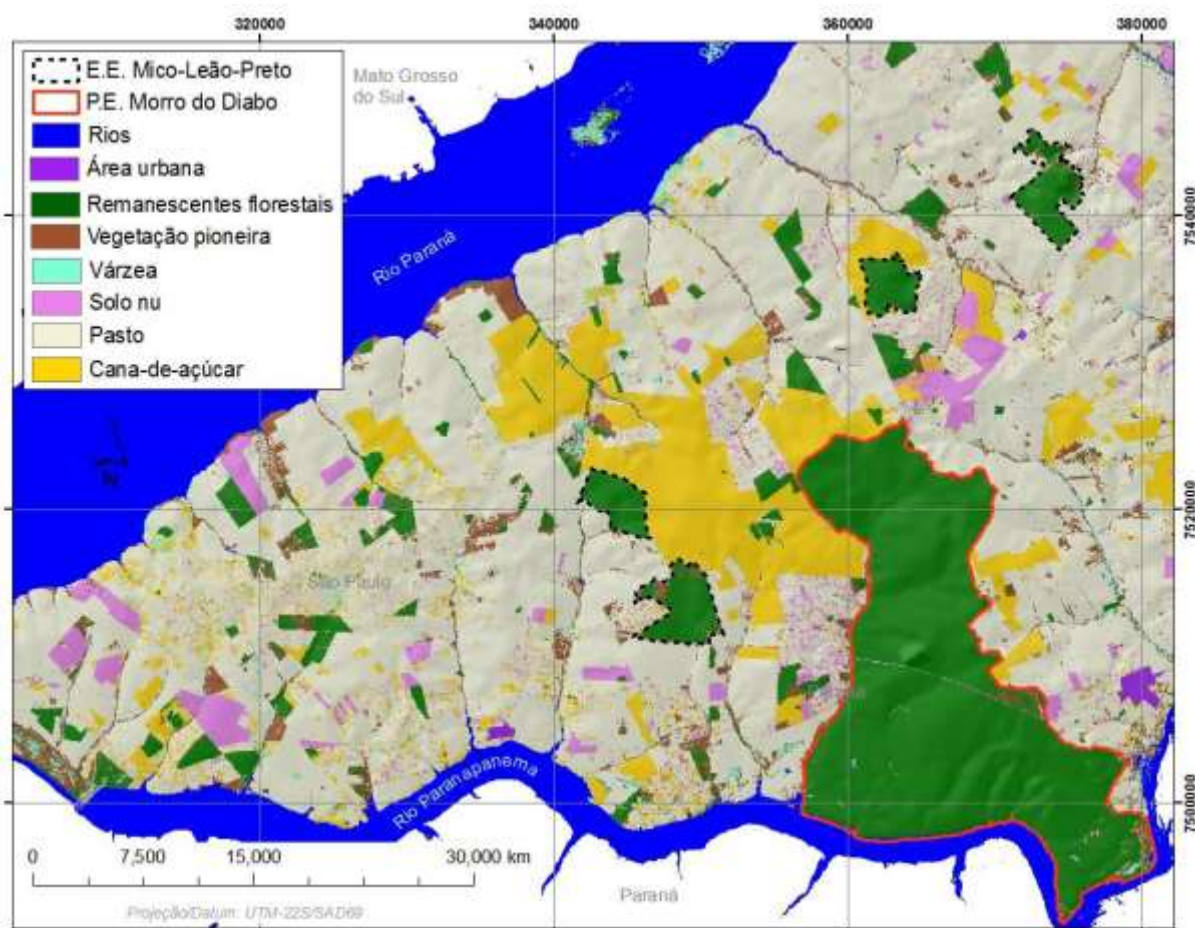 320000 340000 360000 380000
E.E. Mico-Leão-Preto
P.E. Morro do Diabo
Rios
Área urbana
Remanescentes florestais
Vegetação pioneira
Várzea
Solo nu
Pasto
Cana-de-açúcar
Mato Grosso
do Sul
Rio Paraná
7540000
7520000
São Paulo
Rio Paranapanema
7500000
0 7,500 15,000 30,000 km
Paraná
Projeção/Datum: UTM-22S/SAD69